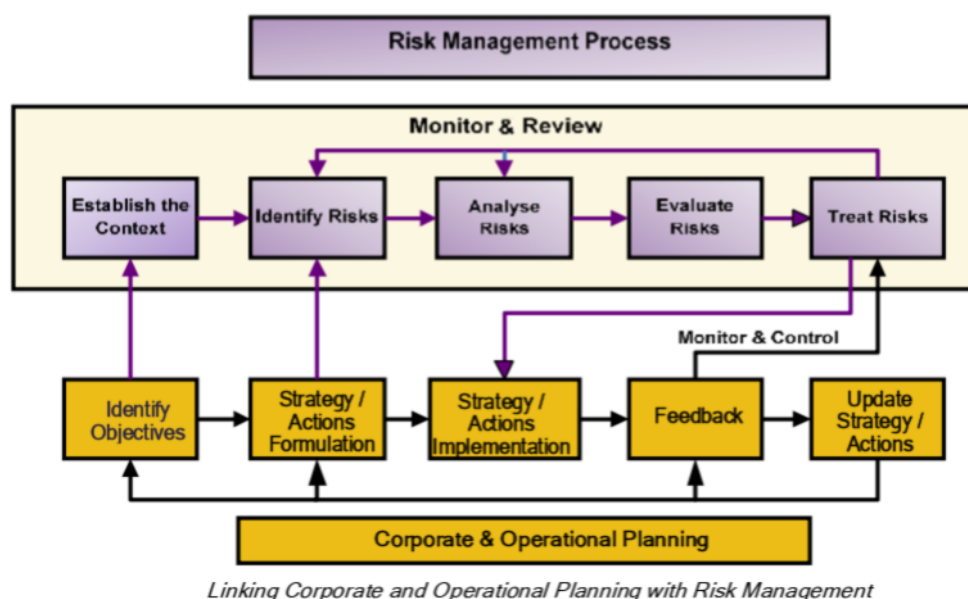 Risk Management Process
Monitor & Review
Establish the
Context
Identify Risks
Analyse
Risks
Evaluate
Risks
Treat Risks
Monitor & Control
Identify
Objectives
Strategy /
Actions
Formulation
Strategy /
Actions
Implementation
Feedback
Update
Strategy /
Actions
Corporate & Operational Planning
Linking Corporate and Operational Planning with Risk Management